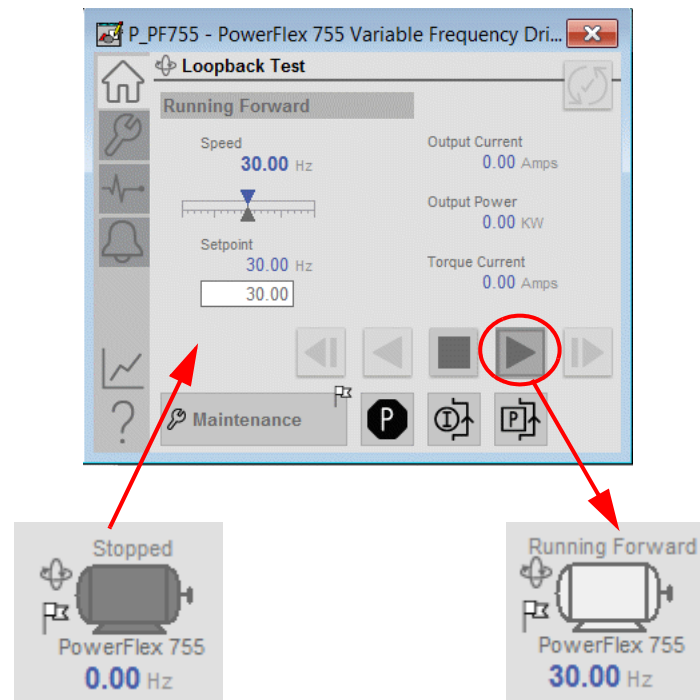 P_PF755 - PowerFlex 755 Variable Frequency Dri...
Loopback Test
Running Forward
Speed
30.00 Hz
Output Current
0.00 Amps
Output Power
0.00 KW
Setpoint
30.00 Hz
30.00
Torque Current
0.00 Amps
?
Maintenance
P
I
P
Stopped
PowerFlex 755
0.00 Hz
Running Forward
PowerFlex 755
30.00 Hz